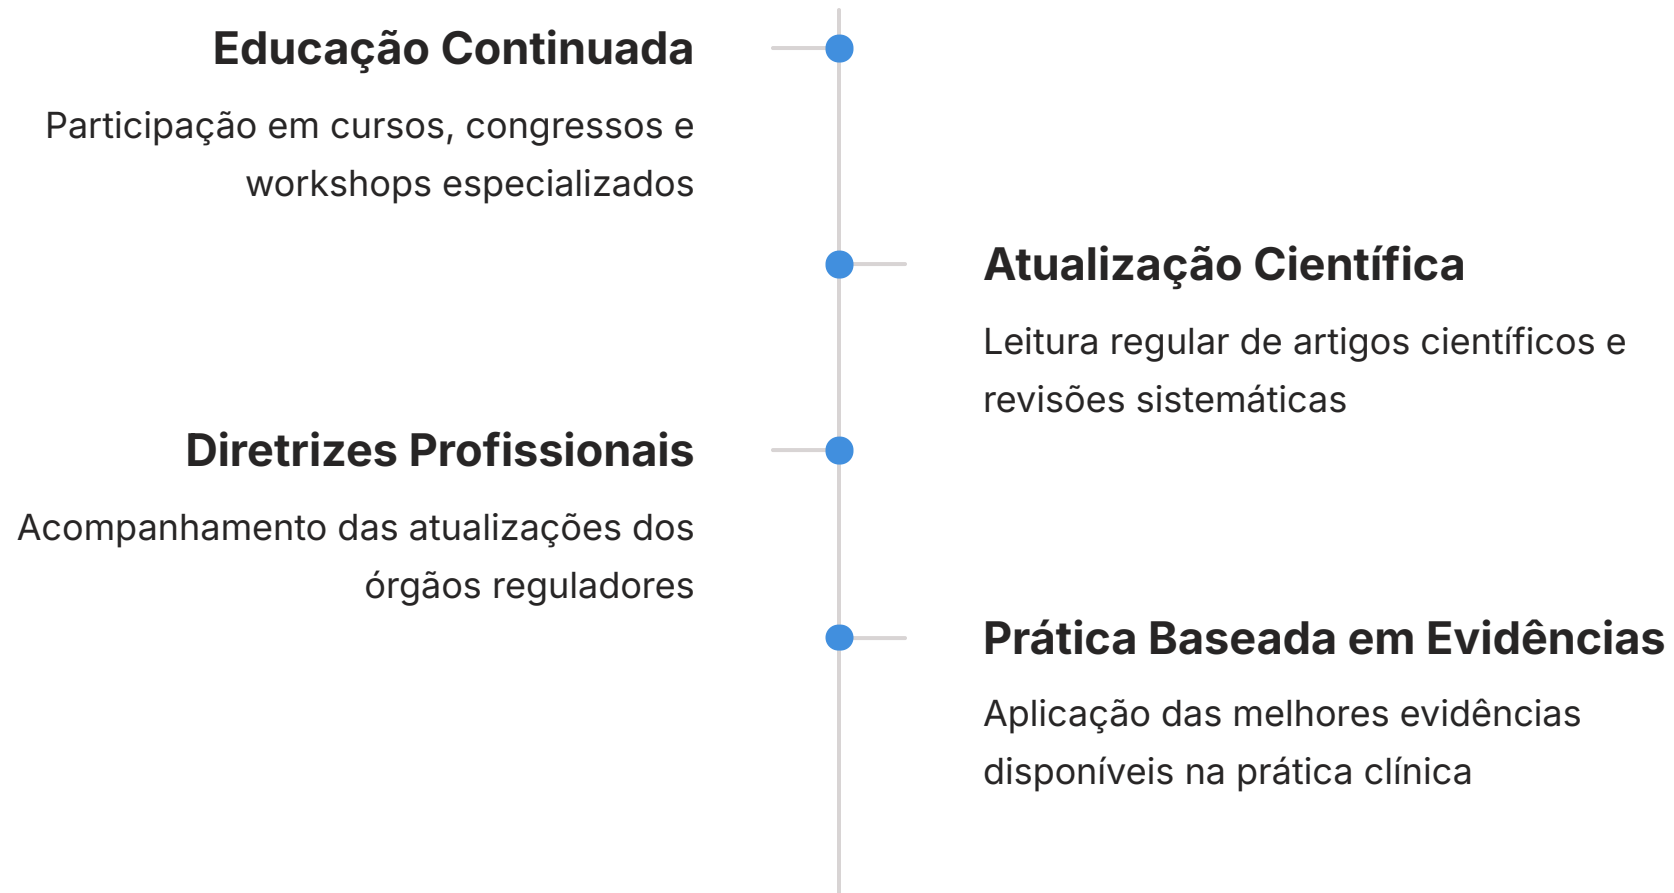 Educação Continuada
Participação em cursos, congressos e
workshops especializados
Atualização Científica
Leitura regular de artigos científicos e
revisões sistemáticas
Diretrizes Profissionais
Acompanhamento das atualizações dos
órgãos reguladores
Prática Baseada em Evidências
Aplicação das melhores evidências
disponíveis na prática clínica